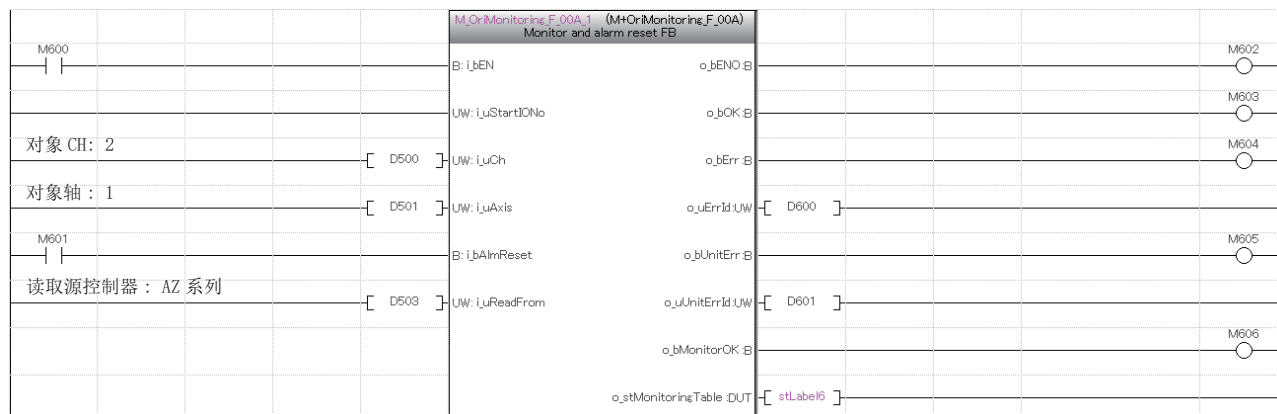 M_OriMonitoring_F_00A_1 (M+OriMonitoring_F_00A)
Monitor and alarm reset FB
M600
B: i_bEN
o_bENO:B
M602
UW: i_uStartIONo
o_bOK:B
M603
对象 CH: 2
D500
UW: i_uCh
o_bErr:B
M604
对象轴: 1
D501
UW: i_uAxis
o_uErrId:UW
D600
M601
B: i_bAlmReset
o_bUnitErr:B
M605
读取源控制器: AZ 系列
D503
UW: i_uReadFrom
o_uUnitErrId:UW
D601
o_bMonitorOK:B
M606
o_stMonitoringTable:DUT
stLabel6